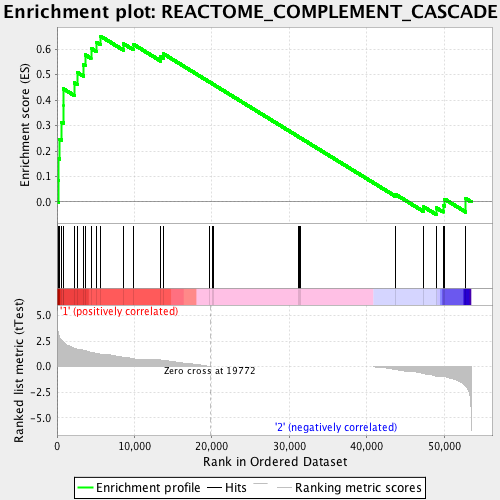 Enrichment plot: REACTOME_COMPLEMENT_CASCADE
Enrichment score (ES)
0.6
0.5
0.4
0.3
0.2
0.1
0.0
'1' (positively correlated)
5.0
2.5
0.0
-2.5
-5.0
Ranked list metric (tTest)
Zero cross at 19772
'2' (negatively correlated)
0 10,000 20,000 30,000 40,000 50,000
Rank in Ordered Dataset
Enrichment profile Hits Ranking metric scores